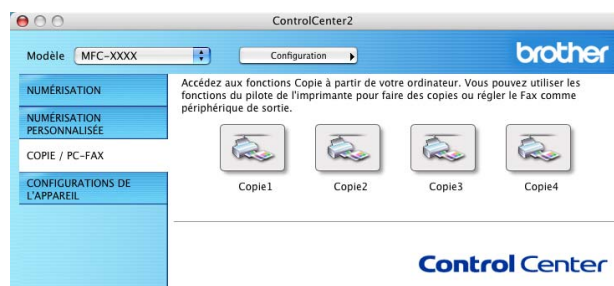 ControlCenter2
Modèle MFC-XXXX Configuration brother
NUMÉRISATION
NUMÉRISATION
PERSONNALISÉE
COPIE / PC-FAX
CONFIGURATIONS DE
L'APPAREIL
Accédez aux fonctions Copie à partir de votre ordinateur. Vous pouvez utiliser les
fonctions du pilote de l'imprimante pour faire des copies ou régler le Fax comme
périphérique de sortie.
Copie1 Copie2 Copie3 Copie4
Control Center